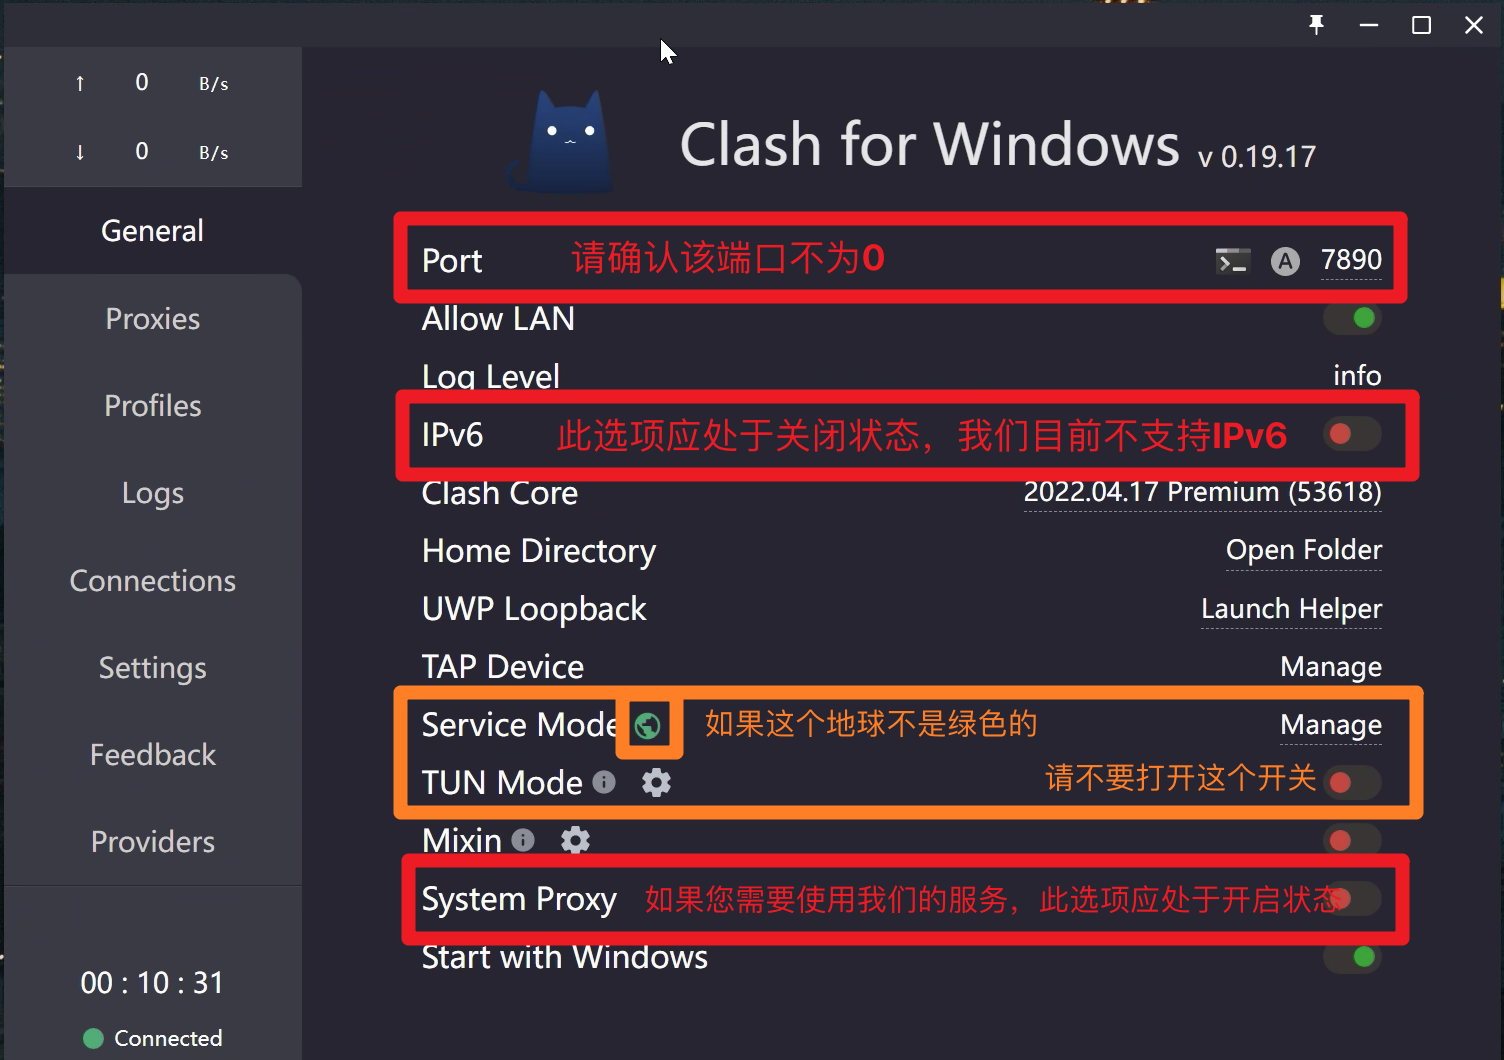 ↑ 0 B/s
↓ 0 B/s
General
Proxies
Profiles
Logs
Connections
Settings
Feedback
Providers
00 : 10 : 31
Connected
Clash for Windows v 0.19.17
Port 请确认该端口不为0 A 7890
Allow LAN
Log Level info
IPv6 此选项应处于关闭状态，我们目前不支持IPv6
Clash Core 2022.04.17 Premium (53618)
Home Directory Open Folder
UWP Loopback Launch Helper
TAP Device Manage
Service Mode 如果这个地球不是绿色的 Manage
TUN Mode 请不要打开这个开关
Mixin
System Proxy 如果您需要使用我们的服务，此选项应处于开启状态
Start with Windows